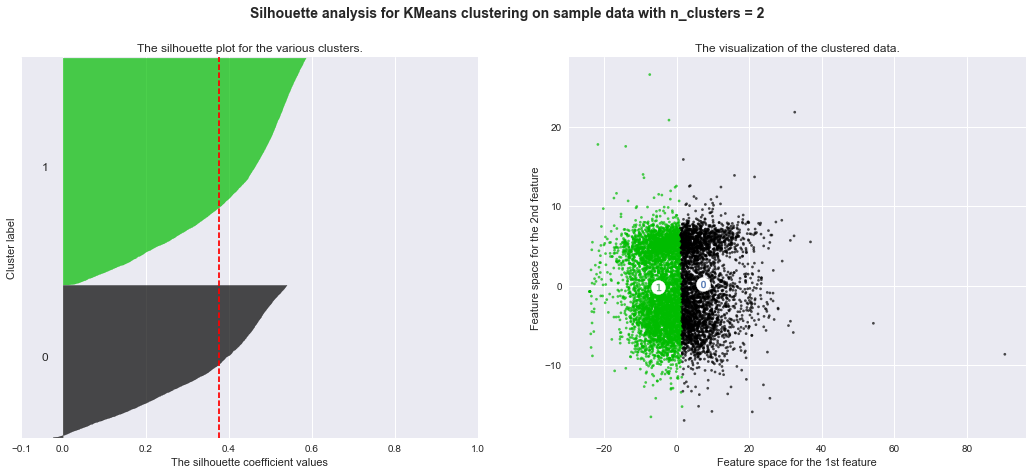 Silhouette analysis for KMeans clustering on sample data with n_clusters = 2
The silhouette plot for the various clusters.
Cluster label
1
0
−0.1 0.0 0.2 0.4 0.6 0.8 1.0
The silhouette coefficient values
The visualization of the clustered data.
Feature space for the 2nd feature
20
10
0
−10
1 0
−20 0 20 40 60 80
Feature space for the 1st feature